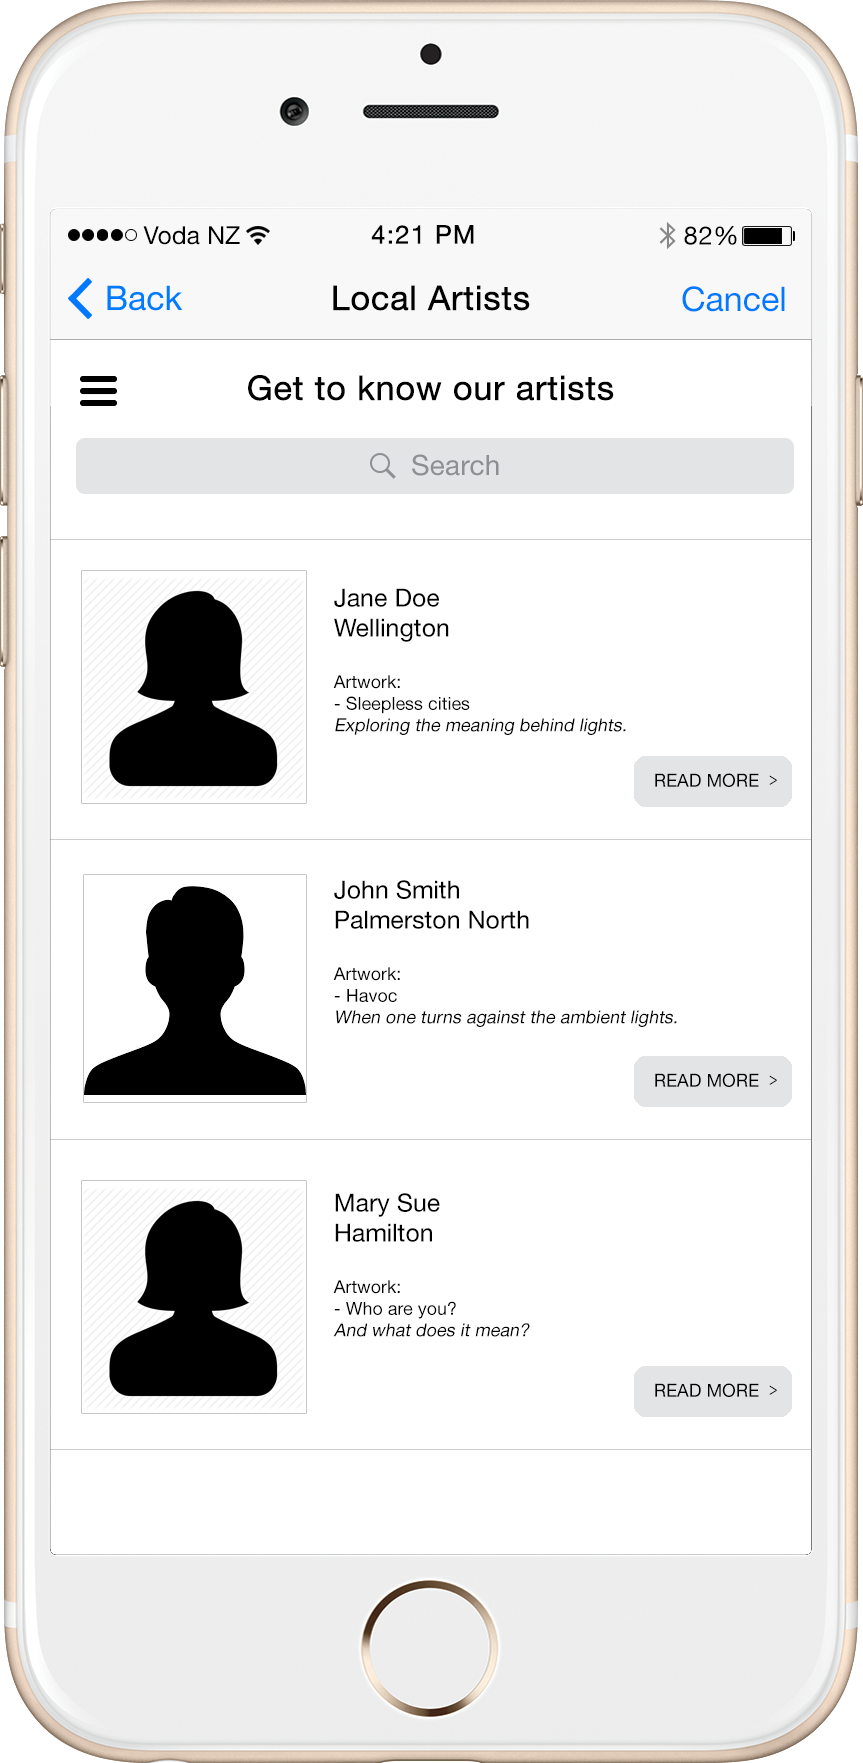 Voda NZ 4:21 PM 82%
Back Local Artists Cancel
Get to know our artists
Search
Jane Doe
Wellington
Artwork:
- Sleepless cities
Exploring the meaning behind lights.
READ MORE >
John Smith
Palmerston North
Artwork:
- Havoc
When one turns against the ambient lights.
READ MORE >
Mary Sue
Hamilton
Artwork:
- Who are you?
And what does it mean?
READ MORE >